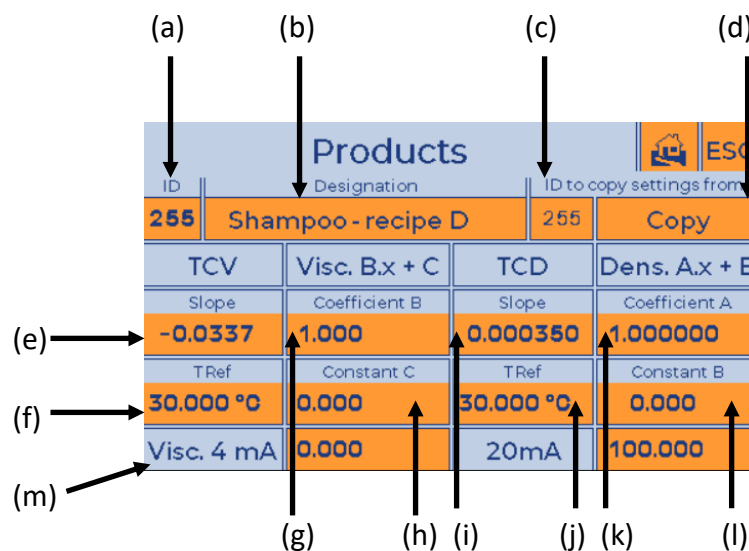 (a) (b) (c) (d)
Products ESC
ID Designation ID to copy settings from
255 Shampoo - recipe D 255 Copy
TCV Visc. B.x + C TCD Dens. A.x + B
Slope Coefficient B Slope Coefficient A
(e) -0.0337 1.000 0.000350 1.000000
TRef Constant C TRef Constant B
(f) 30.000 °C 0.000 30.000 °C 0.000
Visc. 4 mA 0.000 20mA 100.000
(m) (g) (h) (i) (j) (k) (l)